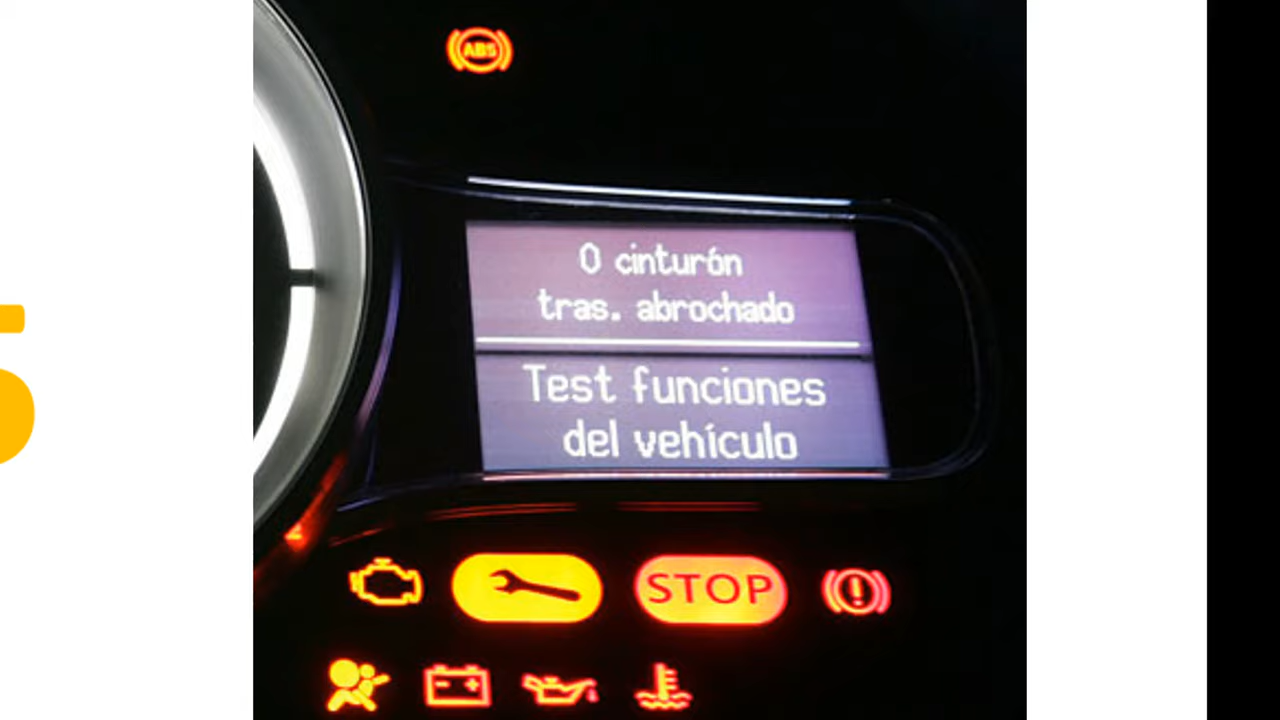 ABS
0 cinturón
tras. abrochado
Test funciones
del vehículo
STOP